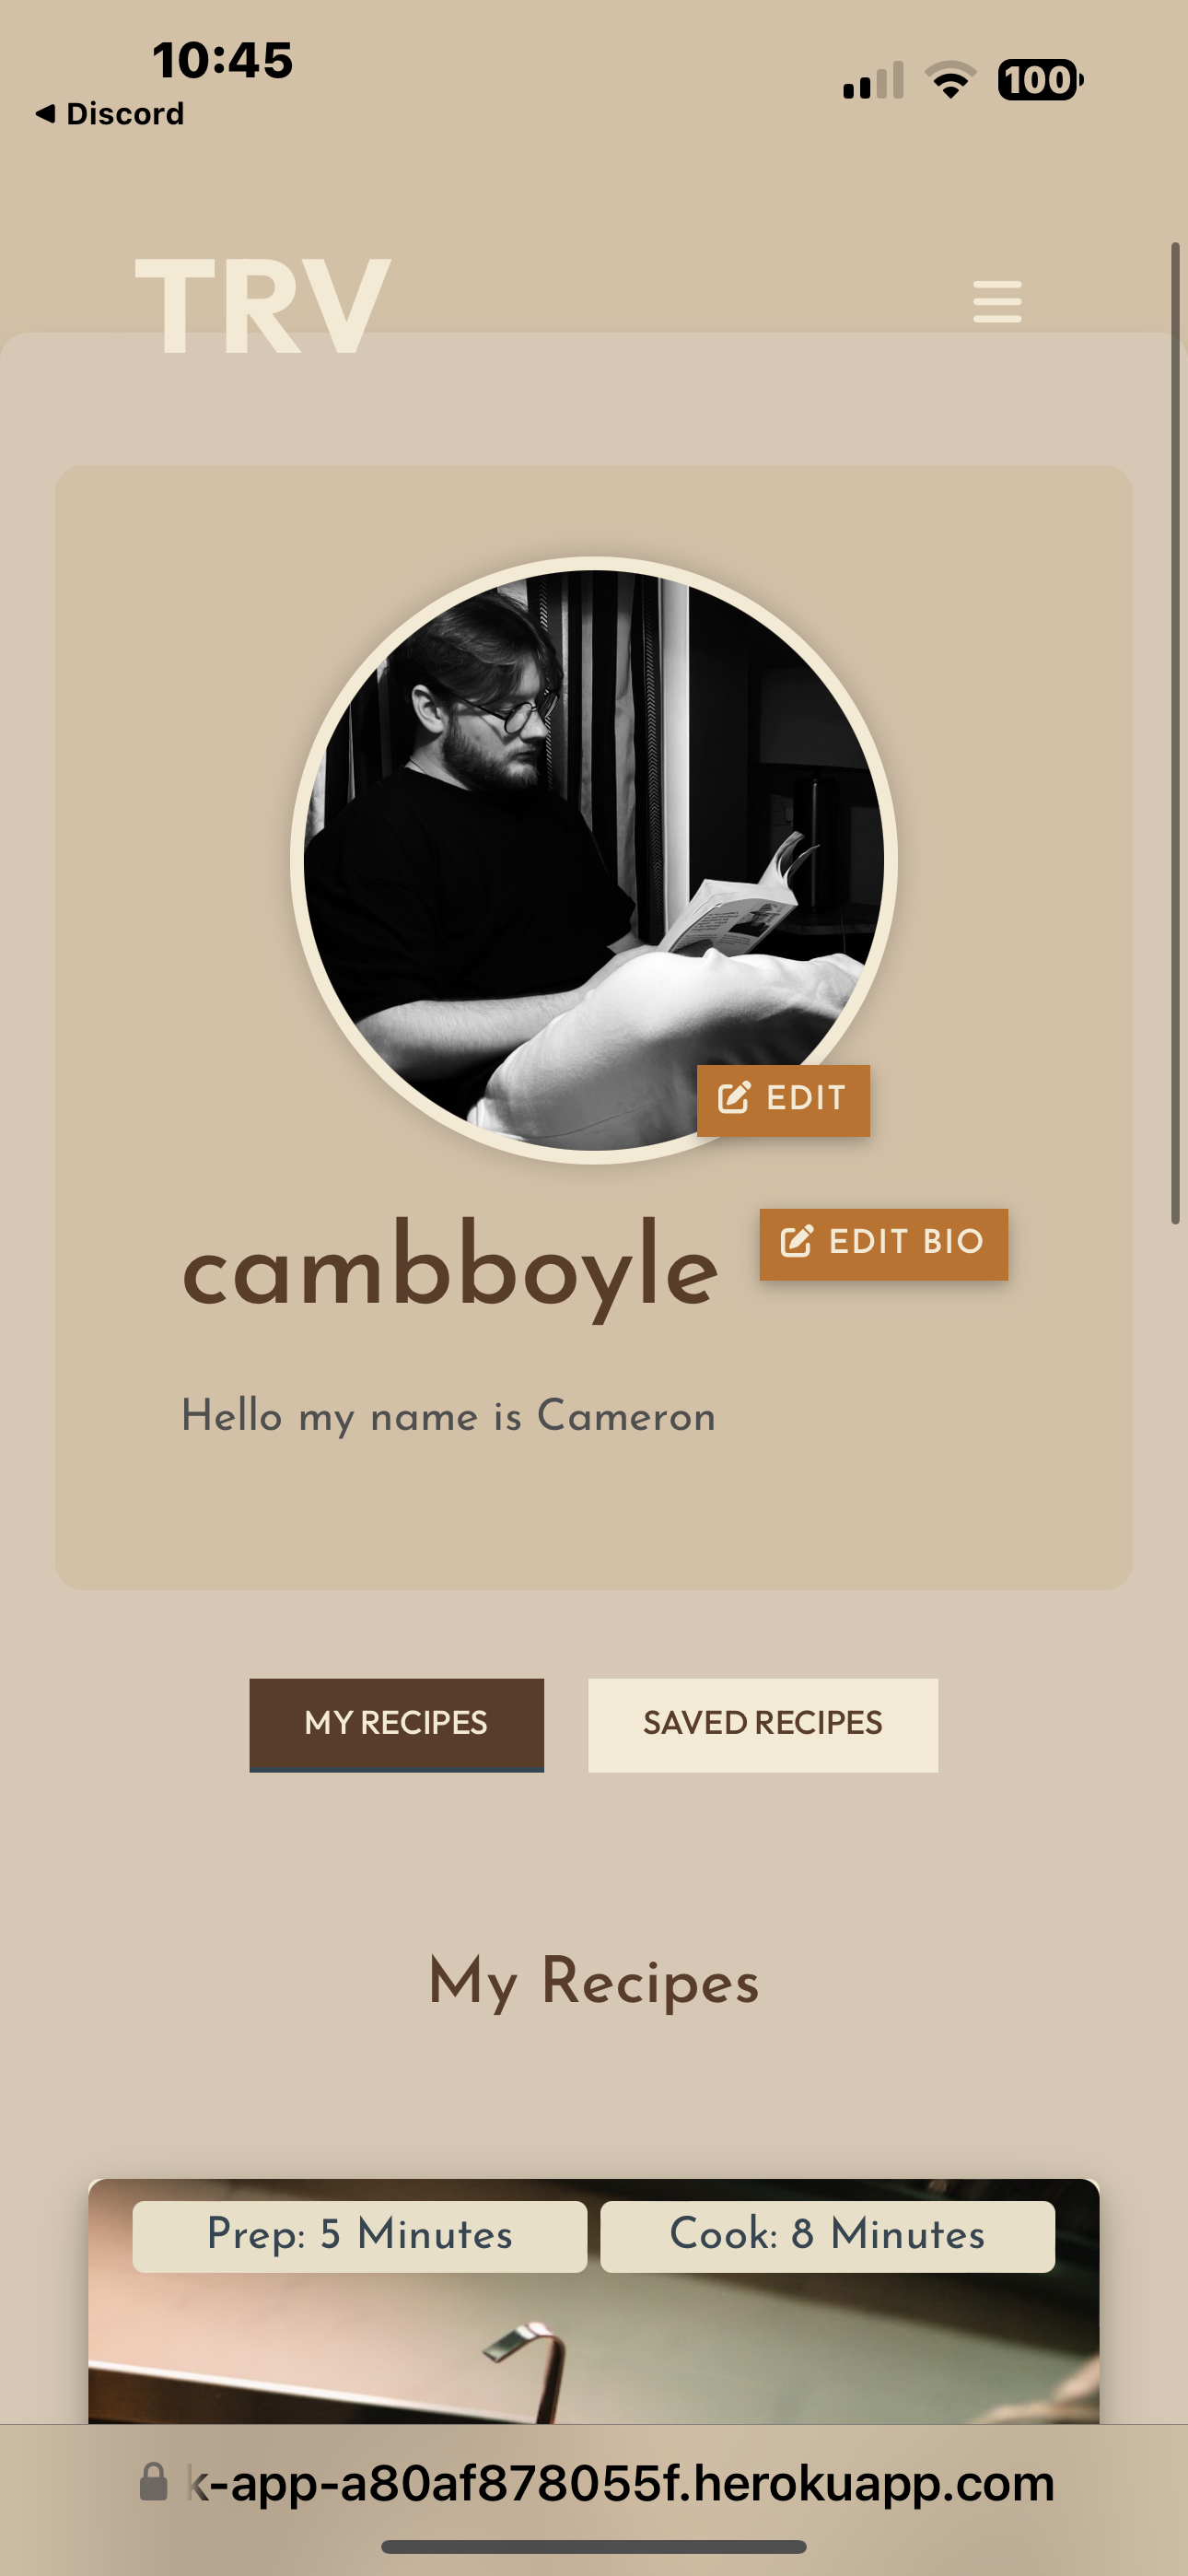 10:45
100
◀ Discord
TRV
EDIT
cambboyle
EDIT BIO
Hello my name is Cameron
MY RECIPES
SAVED RECIPES
My Recipes
Prep: 5 Minutes
Cook: 8 Minutes
k-app-a80af878055f.herokuapp.com